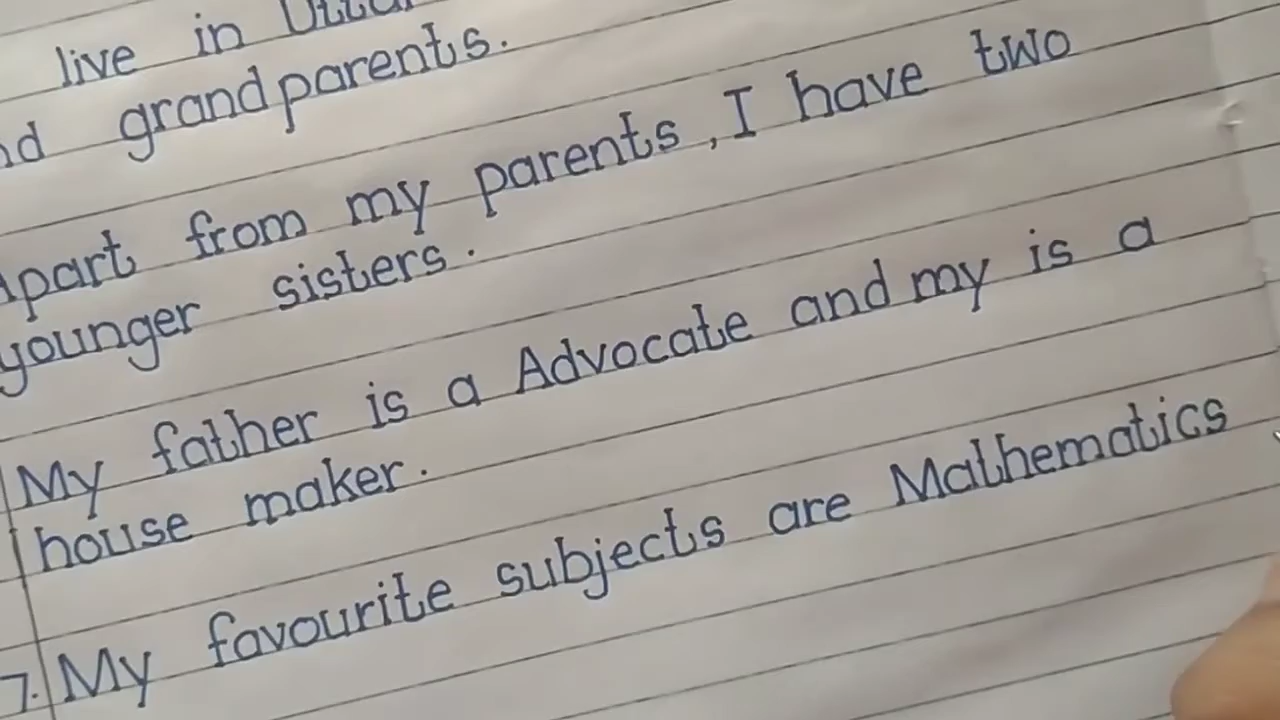 live in
grandparents.
Apart from my parents, I have two
younger sisters.
My father is a Advocate and my is a
house maker.
7. My favourite subjects are Mathematics